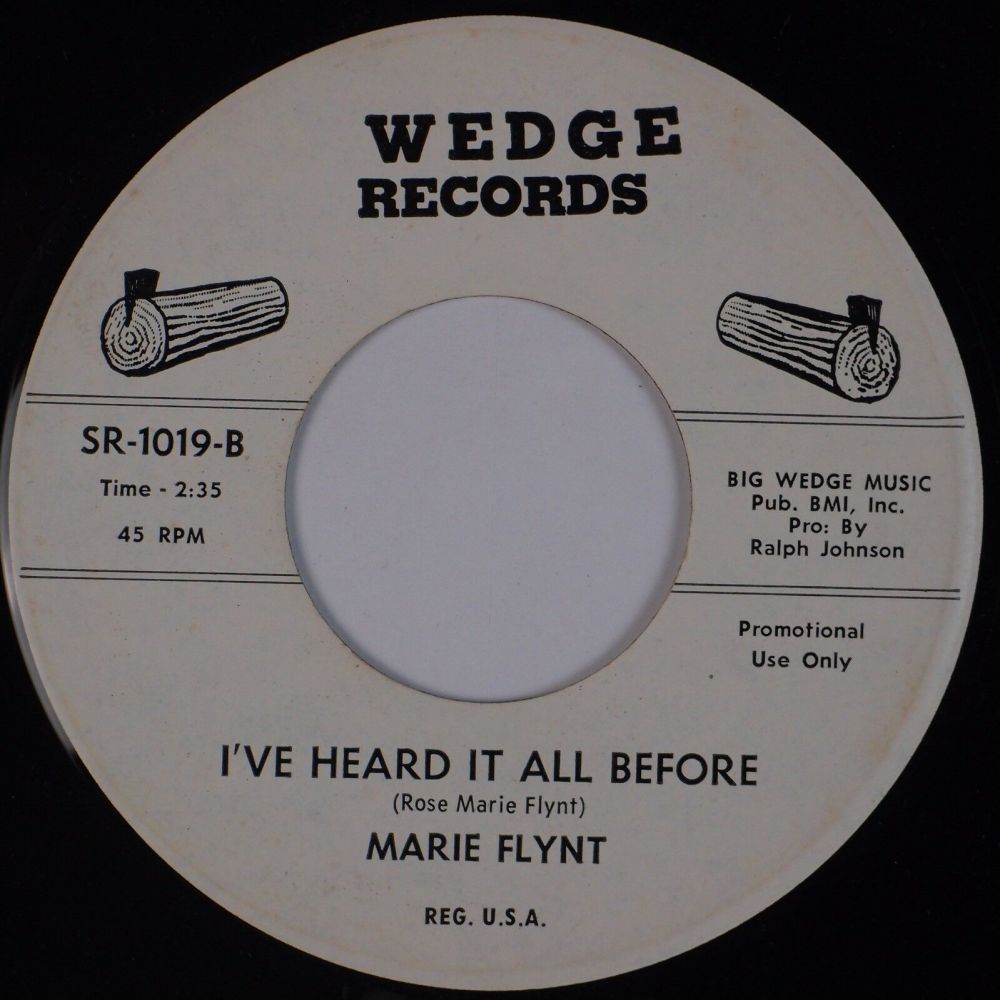 WEDGE
RECORDS
SR-1019-B
Time - 2:35
45 RPM
BIG WEDGE MUSIC
Pub. BMI, Inc.
Pro: By
Ralph Johnson
Promotional
Use Only
I'VE HEARD IT ALL BEFORE
(Rose Marie Flynt)
MARIE FLYNT
REG. U.S.A.